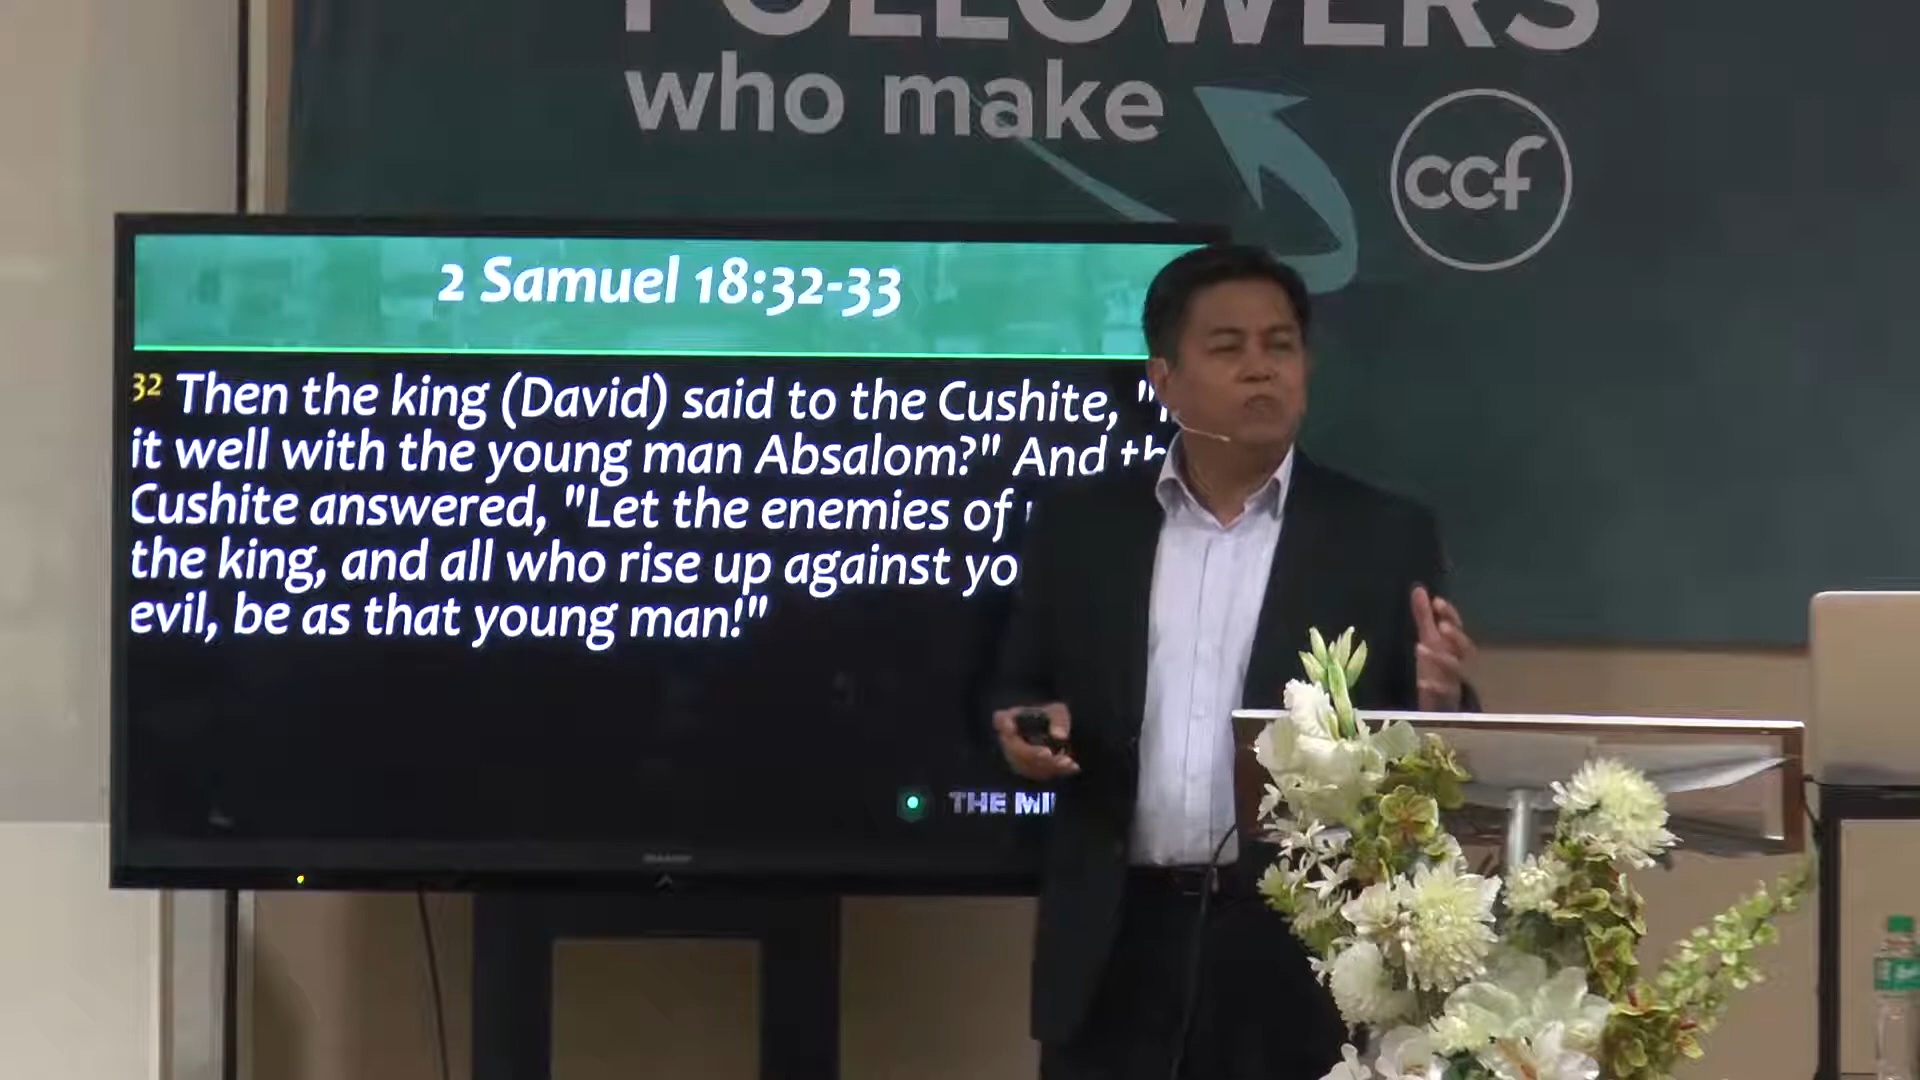 FOLLOWERS
who make
ccf
2 Samuel 18:32-33
32 Then the king (David) said to the Cushite, "
it well with the young man Absalom?" And
Cushite answered, "Let the enemies of
the king, and all who rise up against
evil, be as that young man!"
THE